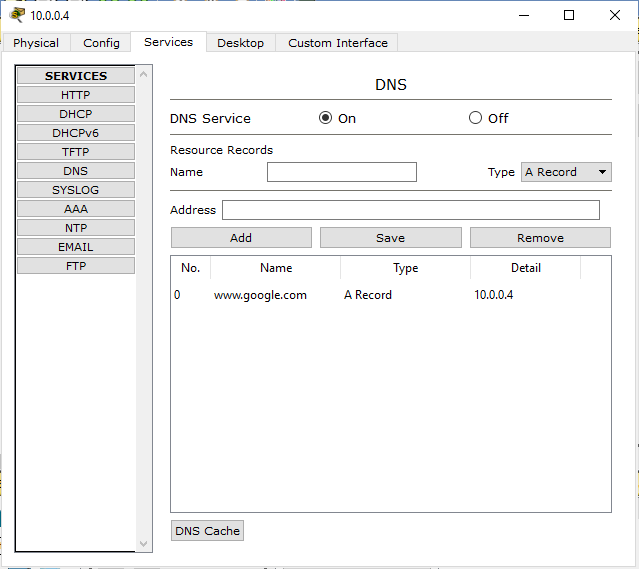 10.0.0.4
Physical Config Services Desktop Custom Interface
SERVICES
HTTP
DHCP
DHCPv6
TFTP
DNS
SYSLOG
AAA
NTP
EMAIL
FTP
DNS
DNS Service On Off
Resource Records
Name Type A Record
Address
Add Save Remove
No. Name Type Detail
0 www.google.com A Record 10.0.0.4
DNS Cache